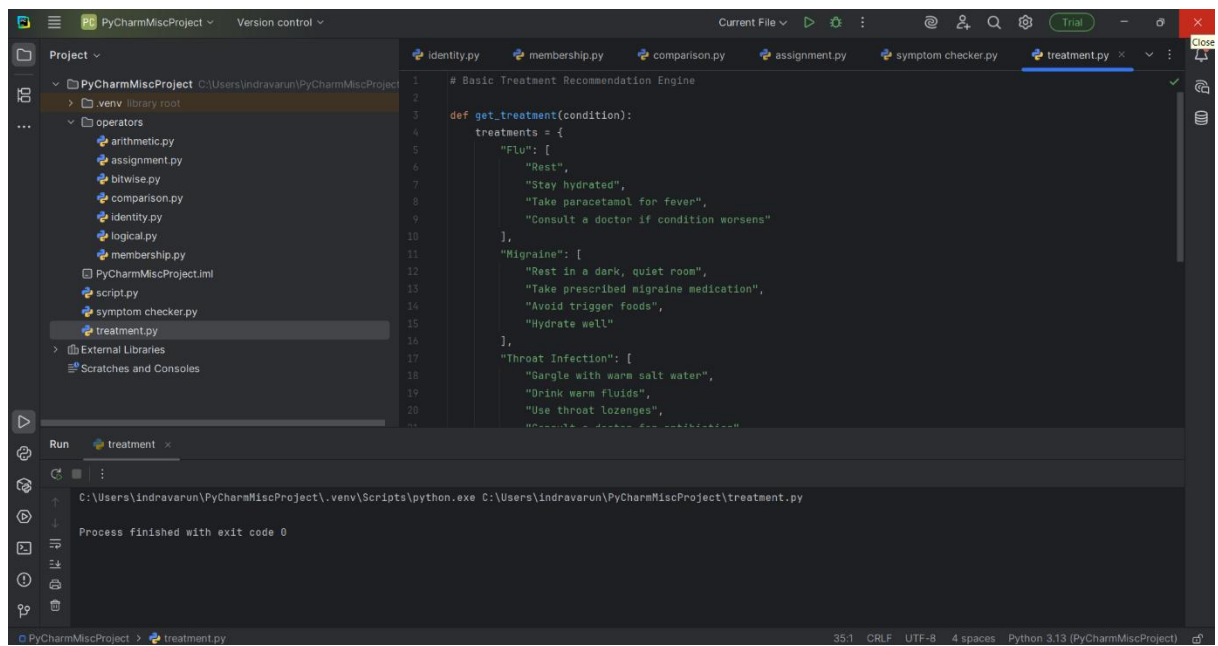 PC PyCharmMiscProject Version control Current File Trial
Close
Project
identity.py membership.py comparison.py assignment.py symptom checker.py treatment.py
PyCharmMiscProject C:\Users\indravarun\PyCharmMiscProject
.venv library root
operators
arithmetic.py
assignment.py
bitwise.py
comparison.py
identity.py
logical.py
membership.py
PyCharmMiscProject.iml
script.py
symptom checker.py
treatment.py
External Libraries
Scratches and Consoles
1 # Basic Treatment Recommendation Engine
2
3 def get_treatment(condition):
4 treatments = {
5 "Flu": [
6 "Rest",
7 "Stay hydrated",
8 "Take paracetamol for fever",
9 "Consult a doctor if condition worsens"
10 ],
11 "Migraine": [
12 "Rest in a dark, quiet room",
13 "Take prescribed migraine medication",
14 "Avoid trigger foods",
15 "Hydrate well"
16 ],
17 "Throat Infection": [
18 "Gargle with warm salt water",
19 "Drink warm fluids",
20 "Use throat lozenges",
Run treatment
C:\Users\indravarun\PyCharmMiscProject\.venv\Scripts\python.exe C:\Users\indravarun\PyCharmMiscProject\treatment.py
Process finished with exit code 0
PyCharmMiscProject > treatment.py 35:1 CRLF UTF-8 4 spaces Python 3.13 (PyCharmMiscProject)